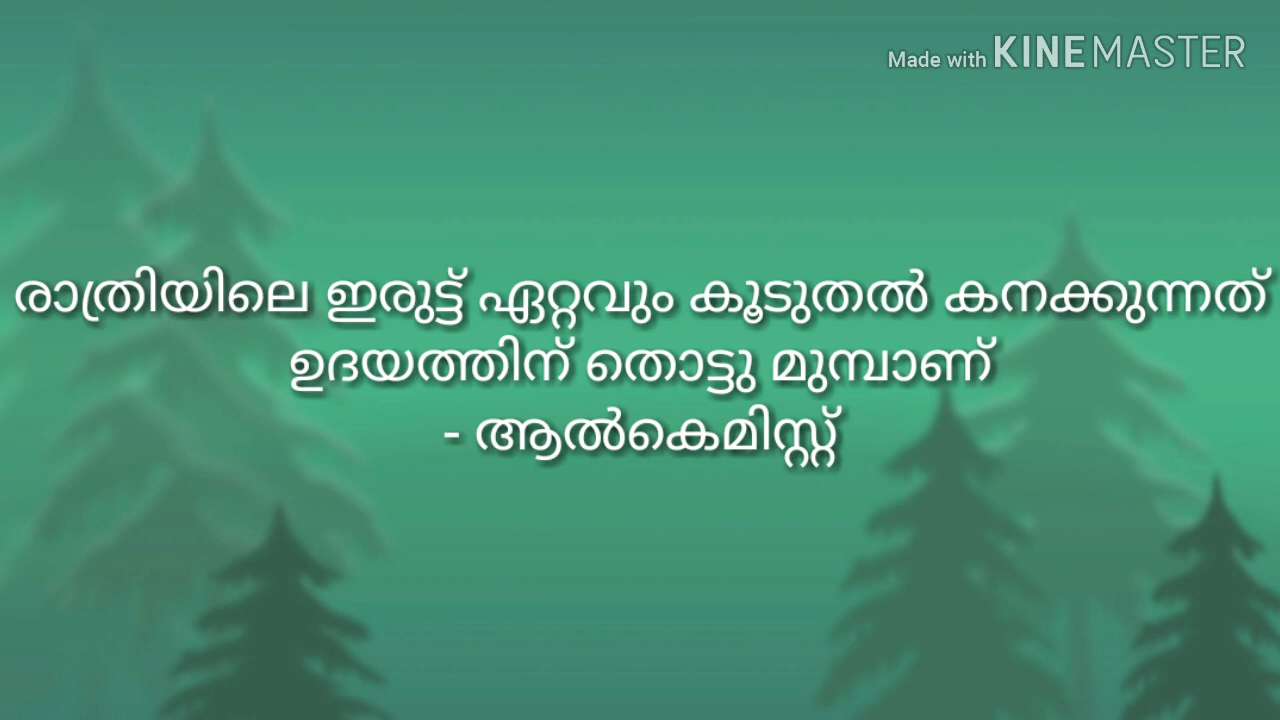 Made with KINEMASTER
രാത്രിയിലെ ഇരുട്ട് ഏറ്റവും കൂടുതൽ കനക്കുന്നത്
ഉദയത്തിന് തൊട്ടു മുമ്പാണ്
- ആൽകെമിസ്റ്റ്